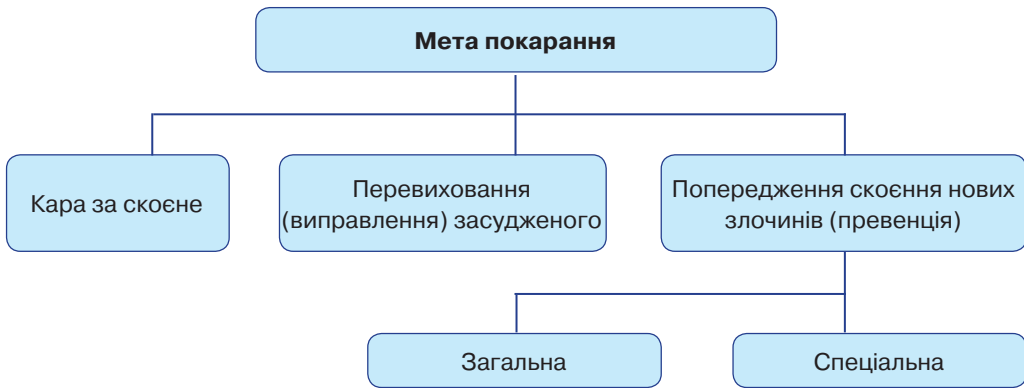 Мета покарання
Кара за скоєне
Перевиховання
(виправлення) засудженого
Попередження скоєння нових
злочинів (превенція)
Загальна
Спеціальна